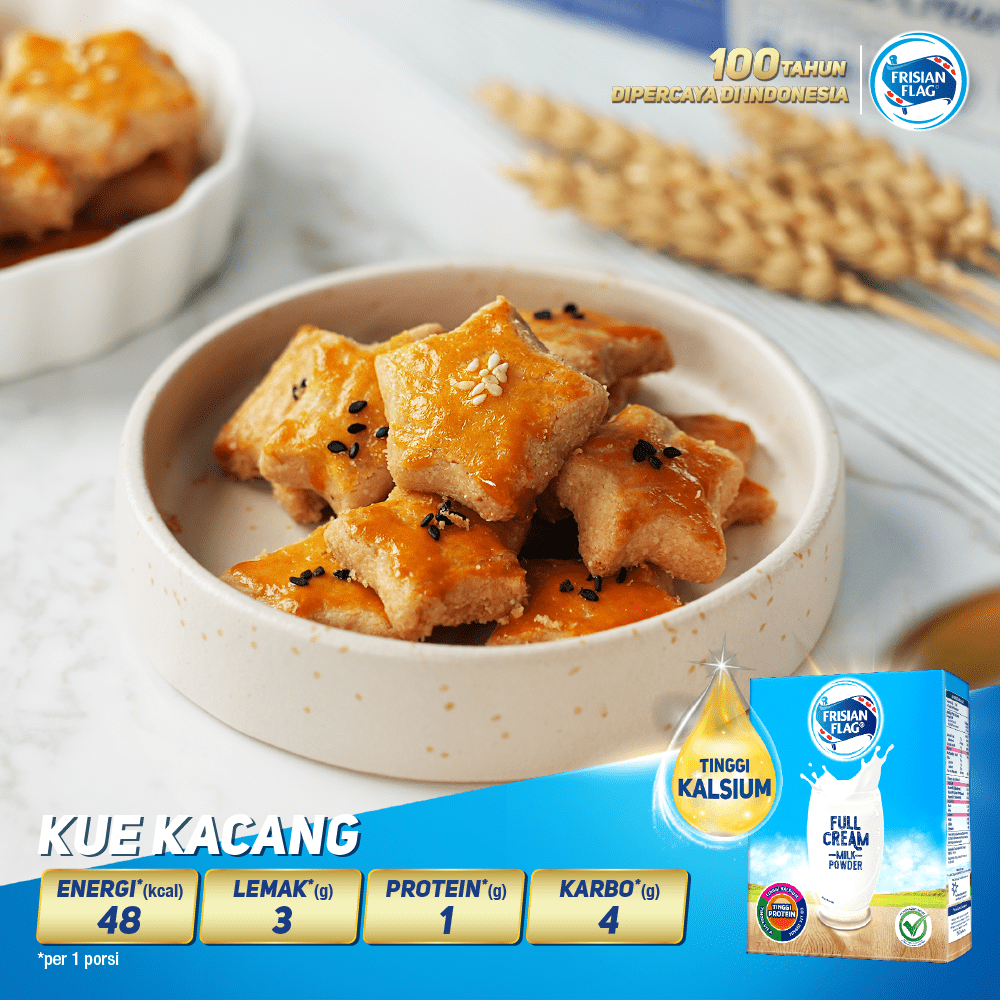 100 TAHUN
DIPERCAYA DI INDONESIA
FRISIAN
FLAG®
KUE KACANG
ENERGI*(kcal)
48
LEMAK*(g)
3
PROTEIN*(g)
1
KARBO*(g)
4
*per 1 porsi
TINGGI
KALSIUM
FRISIAN
FLAG®
FULL
CREAM
MILK
POWDER
TINGGI
PROTEIN